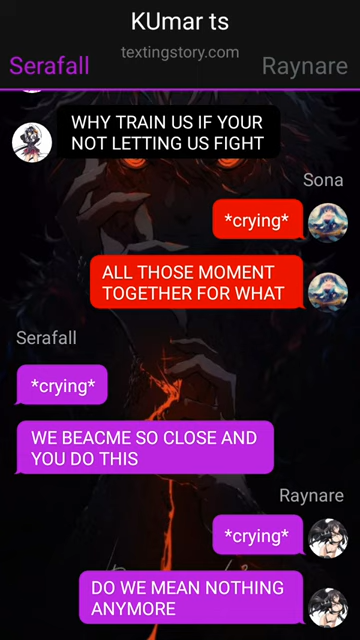 KUmar ts
textingstory.com
Serafall
Raynare
WHY TRAIN US IF YOUR
NOT LETTING US FIGHT
Sona
*crying*
ALL THOSE MOMENT
TOGETHER FOR WHAT
Serafall
*crying*
WE BEACME SO CLOSE AND
YOU DO THIS
Raynare
*crying*
DO WE MEAN NOTHING
ANYMORE